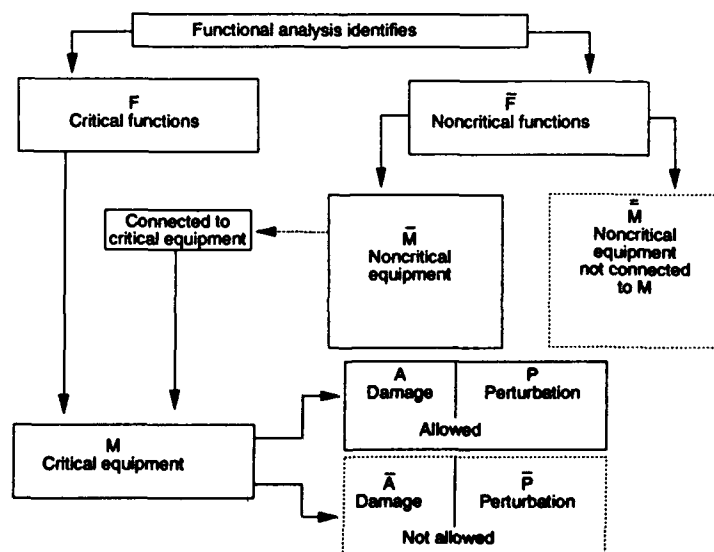 Functional analysis identifies
F
Critical functions
F̄
Noncritical functions
Connected to
critical equipment
M̄
Noncritical
equipment
M̿
Noncritical
equipment
not connected
to M
A
Damage
P
Perturbation
Allowed
M
Critical equipment
Ā
Damage
P̄
Perturbation
Not allowed